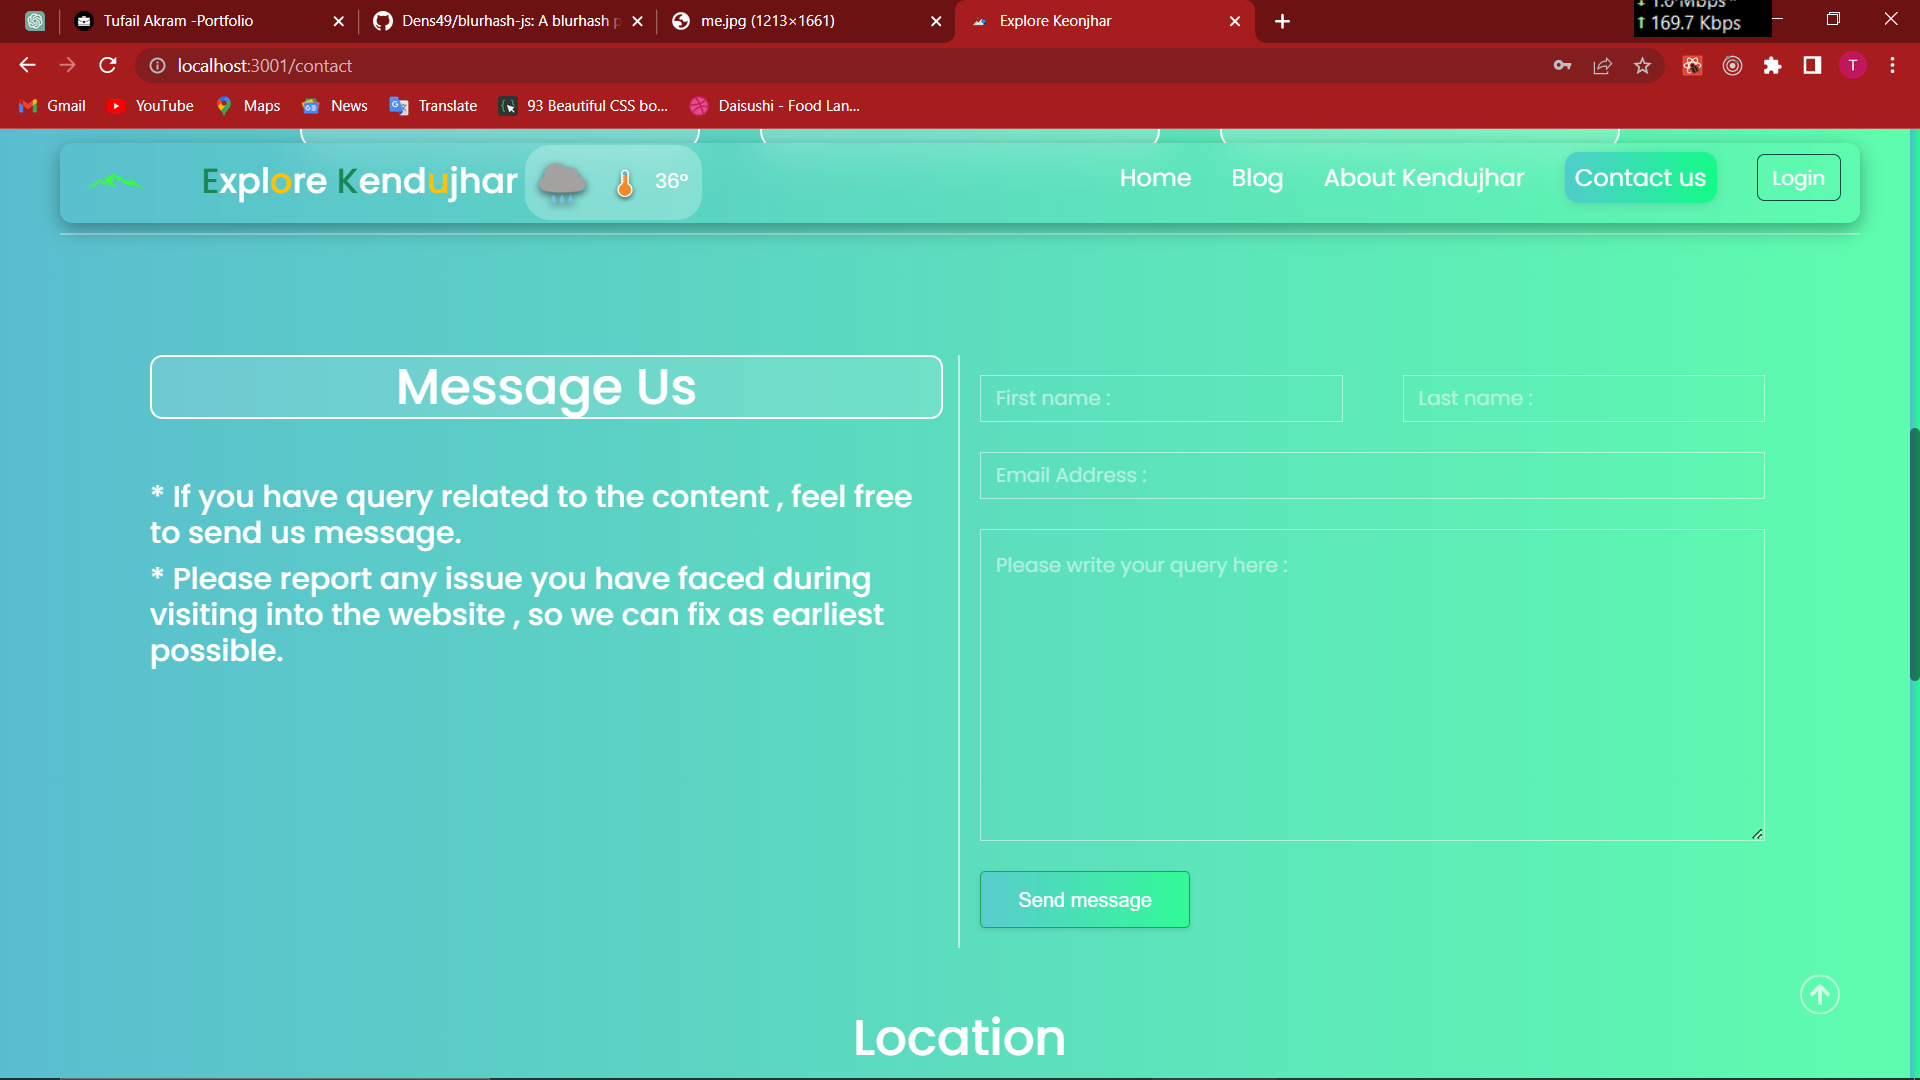 Tufail Akram -Portfolio
Dens49/blurhash-js: A blurhash p
me.jpg (1213×1661)
Explore Keonjhar
1.6 Mbps
169.7 Kbps
localhost:3001/contact
T
Gmail
YouTube
Maps
News
Translate
93 Beautiful CSS bo...
Daisushi - Food Lan...
Explore Kendujhar
36°
Home
Blog
About Kendujhar
Contact us
Login
Message Us
* If you have query related to the content , feel free
to send us message.
* Please report any issue you have faced during
visiting into the website , so we can fix as earliest
possible.
First name :
Last name :
Email Address :
Please write your query here :
Send message
Location